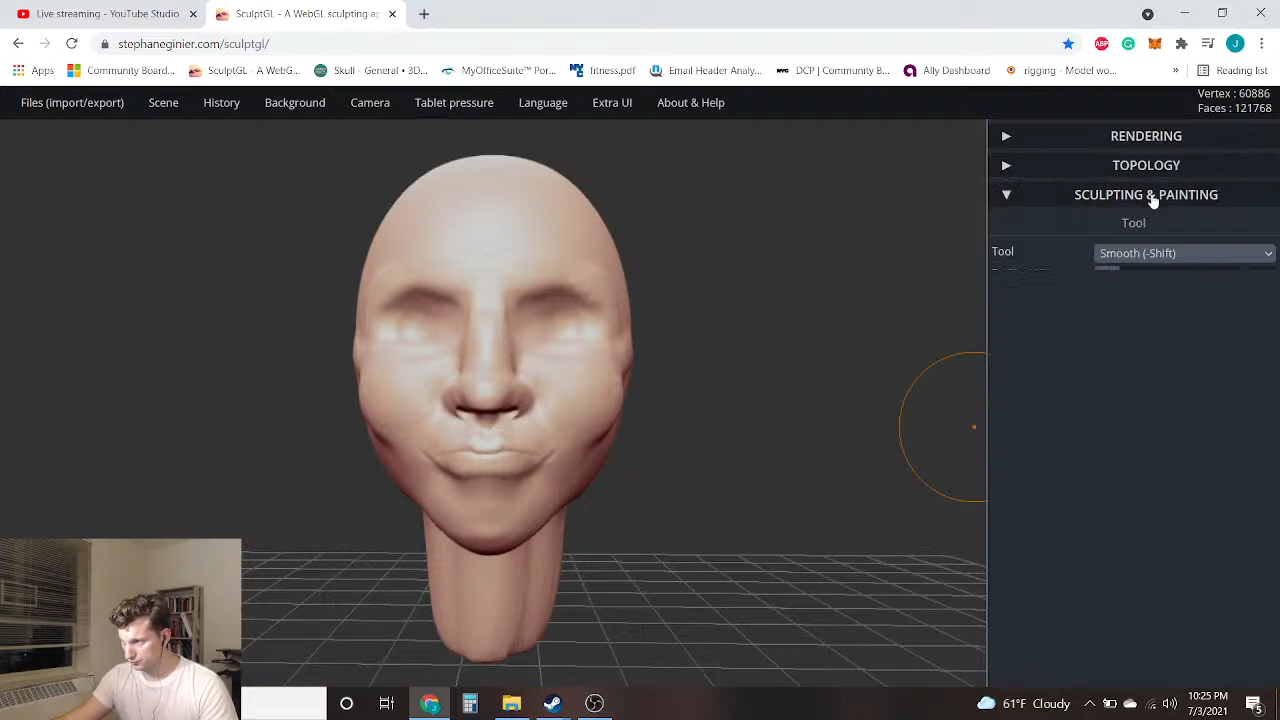 Live streaming - YouTube Studio
SculptGL - A WebGL sculpting ap
stephaneginier.com/sculptgl/
Apps
Community Board...
SculptGL - A WebG...
Skull - General • 3D...
MyOfficeSuite™ Por...
fitness.pdf
Email Header Analy...
DCP | Community B...
Ally Dashboard
rigging - Model wo...
»
Reading list
Files (import/export)
Scene
History
Background
Camera
Tablet pressure
Language
Extra UI
About & Help
Vertex : 60886
Faces : 121768
RENDERING
TOPOLOGY
SCULPTING & PAINTING
Tool
Tool
Smooth (-Shift)
61°F Cloudy
10:25 PM
7/3/2021